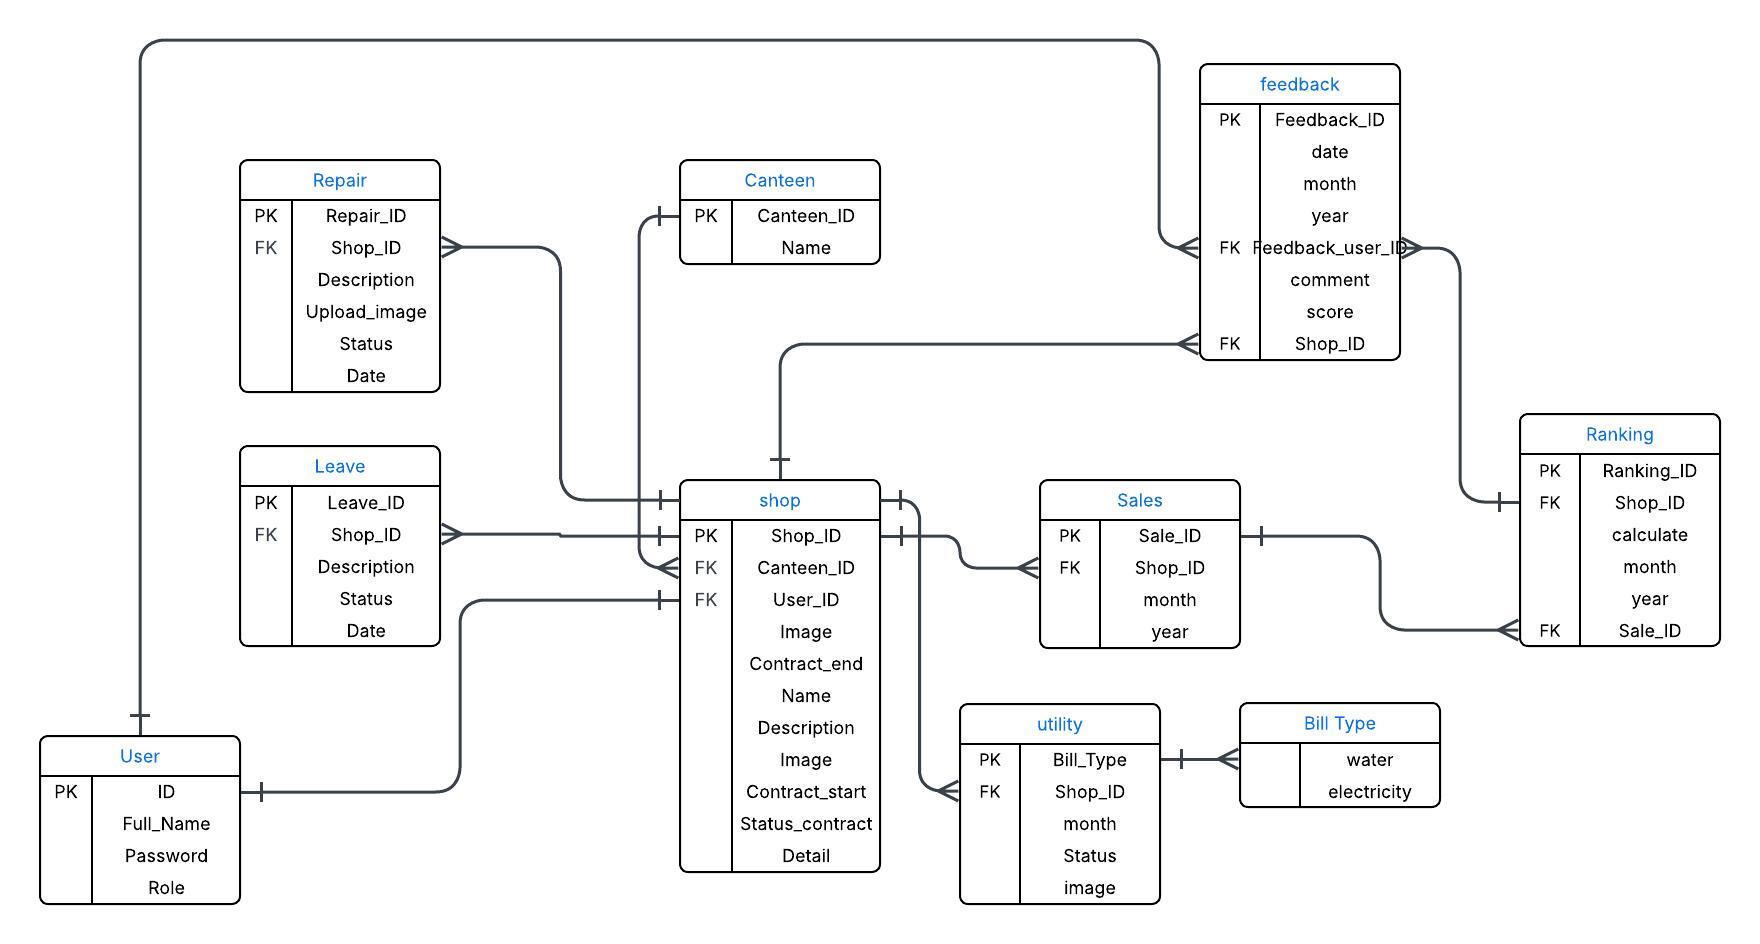 feedback
PK Feedback_ID
date
month
year
FK Feedback_user_ID
comment
score
FK Shop_ID
Repair
PK Repair_ID
FK Shop_ID
Description
Upload_image
Status
Date
Canteen
PK Canteen_ID
Name
Leave
PK Leave_ID
FK Shop_ID
Description
Status
Date
shop
PK Shop_ID
FK Canteen_ID
FK User_ID
Image
Contract_end
Name
Description
Image
Contract_start
Status_contract
Detail
Sales
PK Sale_ID
FK Shop_ID
month
year
Ranking
PK Ranking_ID
FK Shop_ID
calculate
month
year
FK Sale_ID
User
PK ID
Full_Name
Password
Role
utility
PK Bill_Type
FK Shop_ID
month
Status
image
Bill Type
water
electricity